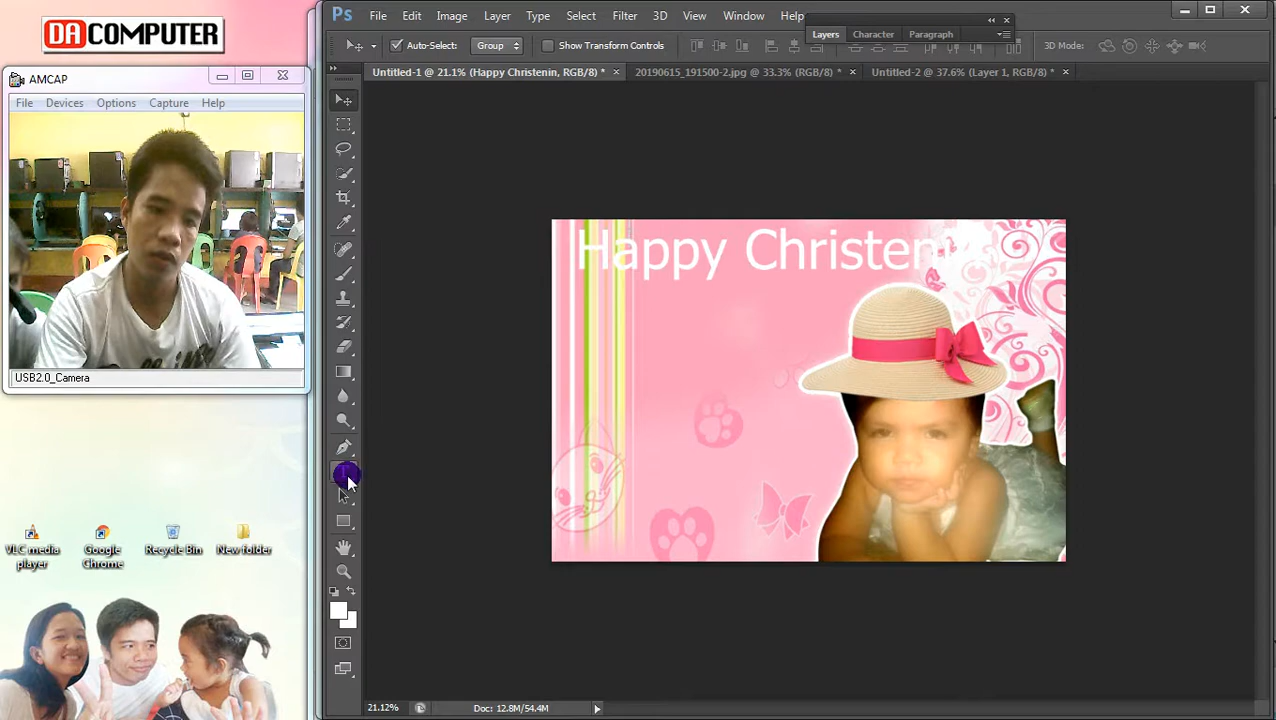 DA COMPUTER
AMCAP
File Devices Options Capture Help
USB2.0_Camera
VLC media player
Google Chrome
Recycle Bin
New folder
Ps File Edit Image Layer Type Select Filter 3D View Window Help
Layers Character Paragraph
Auto-Select: Group Show Transform Controls 3D Mode:
Untitled-1 @ 21.1% (Happy Christenin, RGB/8) * × 20190615_191500-2.jpg @ 33.3% (RGB/8) * × Untitled-2 @ 37.6% (Layer 1, RGB/8) * ×
Happy Christenin
21.12% Doc: 12.8M/54.4M